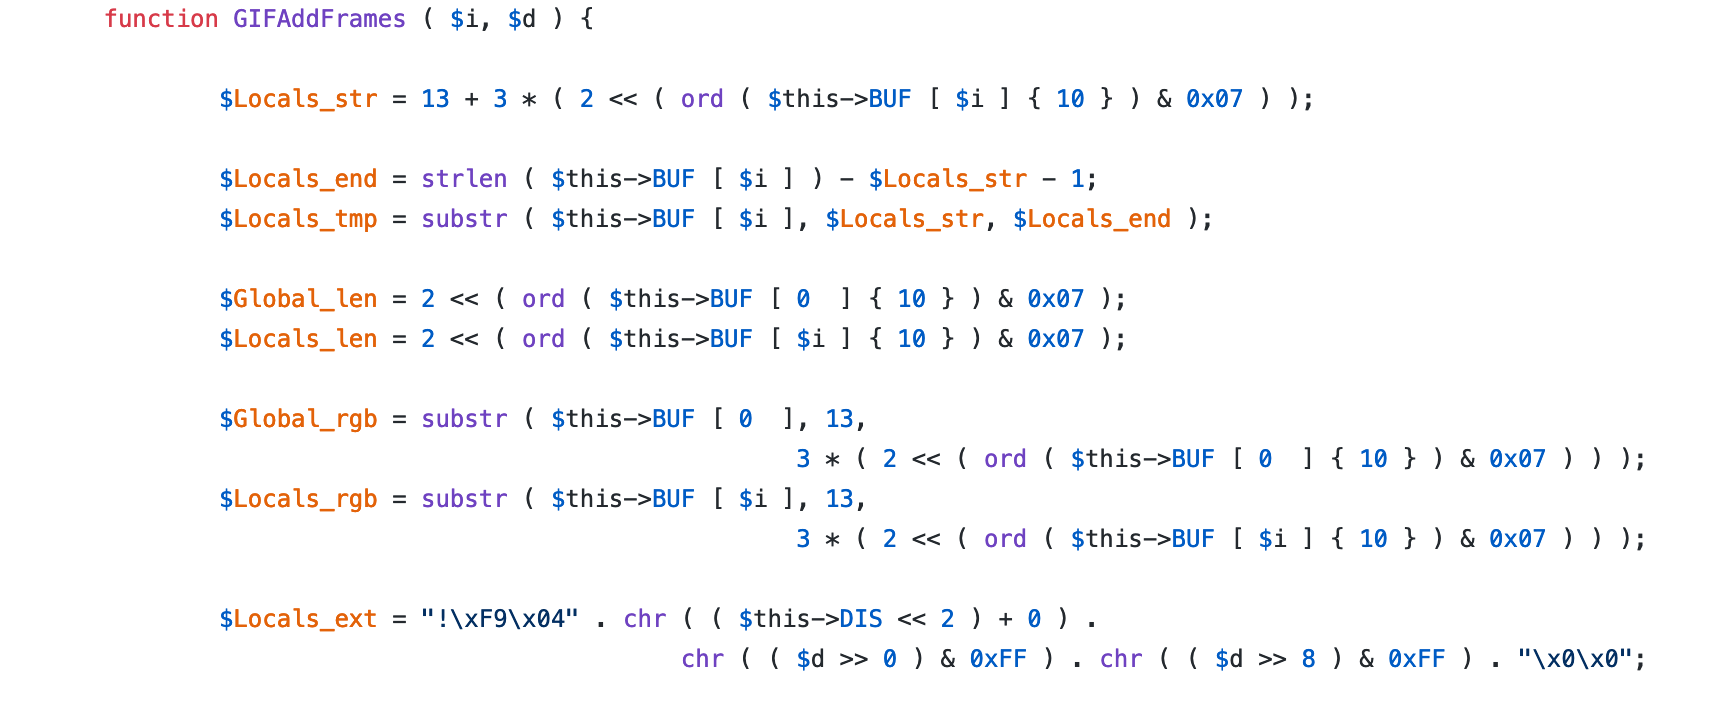 function GIFAddFrames ( $i, $d ) {
$Locals_str = 13 + 3 * ( 2 << ( ord ( $this->BUF [ $i ] { 10 } ) & 0x07 ) );
$Locals_end = strlen ( $this->BUF [ $i ] ) - $Locals_str - 1;
$Locals_tmp = substr ( $this->BUF [ $i ], $Locals_str, $Locals_end );
$Global_len = 2 << ( ord ( $this->BUF [ 0  ] { 10 } ) & 0x07 );
$Locals_len = 2 << ( ord ( $this->BUF [ $i ] { 10 } ) & 0x07 );
$Global_rgb = substr ( $this->BUF [ 0  ], 13,
3 * ( 2 << ( ord ( $this->BUF [ 0  ] { 10 } ) & 0x07 ) ) );
$Locals_rgb = substr ( $this->BUF [ $i ], 13,
3 * ( 2 << ( ord ( $this->BUF [ $i ] { 10 } ) & 0x07 ) ) );
$Locals_ext = "!\xF9\x04" . chr ( ( $this->DIS << 2 ) + 0 ) .
chr ( ( $d >> 0 ) & 0xFF ) . chr ( ( $d >> 8 ) & 0xFF ) . "\x0\x0";